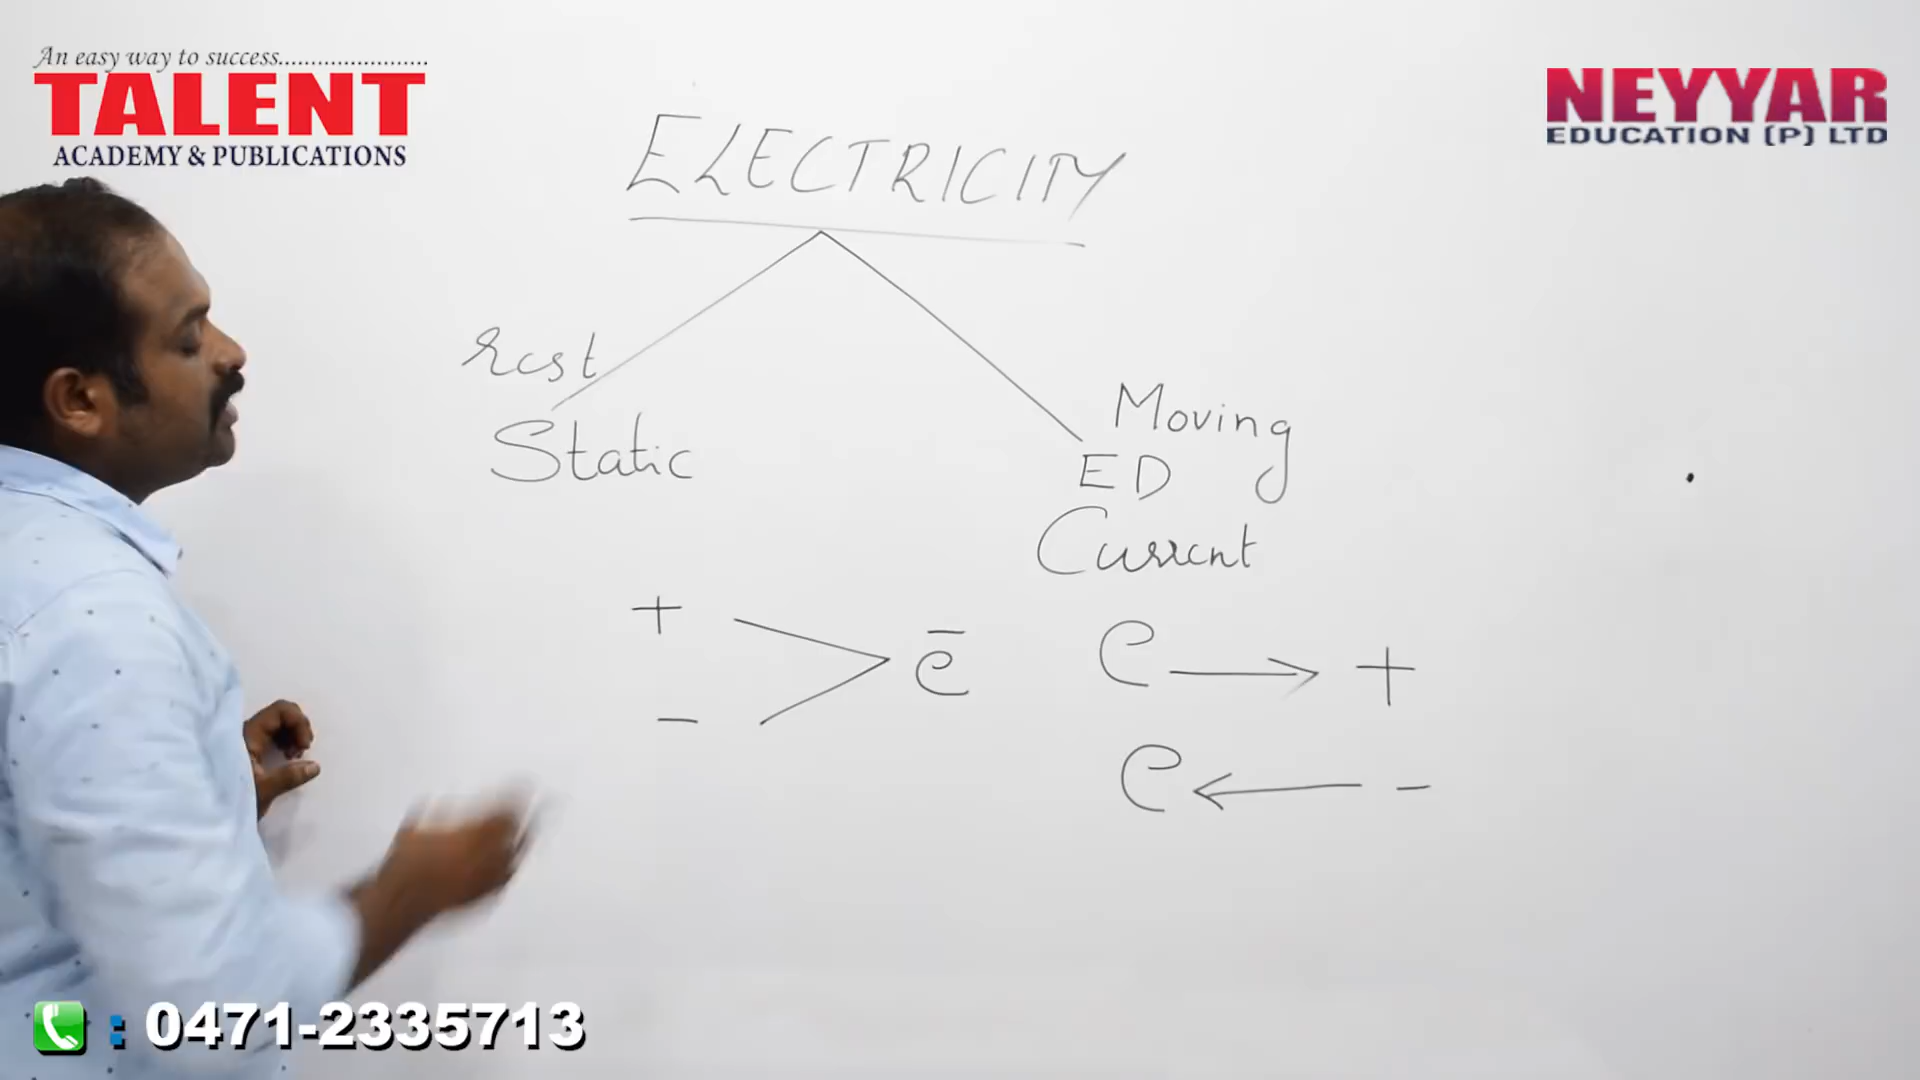 An easy way to success.......................
TALENT
ACADEMY & PUBLICATIONS
NEYYAR
EDUCATION (P) LTD
ELECTRICITY
rest
Static
Moving
ED
Current
+
-
e̅
e → +
e ← -
: 0471-2335713